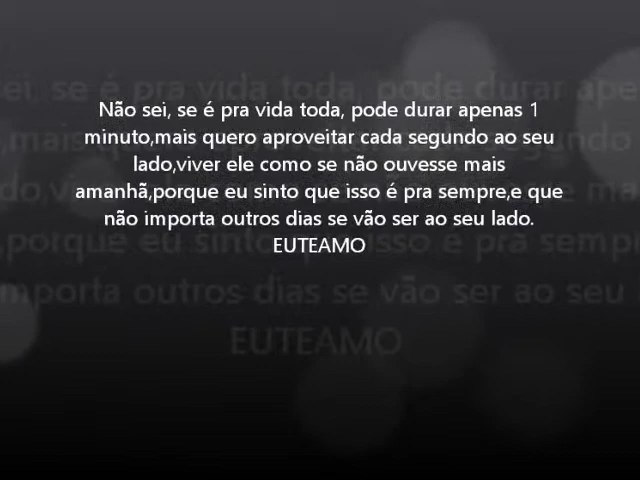 Não sei, se é pra vida toda, pode durar apenas 1
minuto,mais quero aproveitar cada segundo ao seu
lado,viver ele como se não ouvesse mais
amanhã,porque eu sinto que isso é pra sempre,e que
não importa outros dias se vão ser ao seu lado.
EUTEAMO